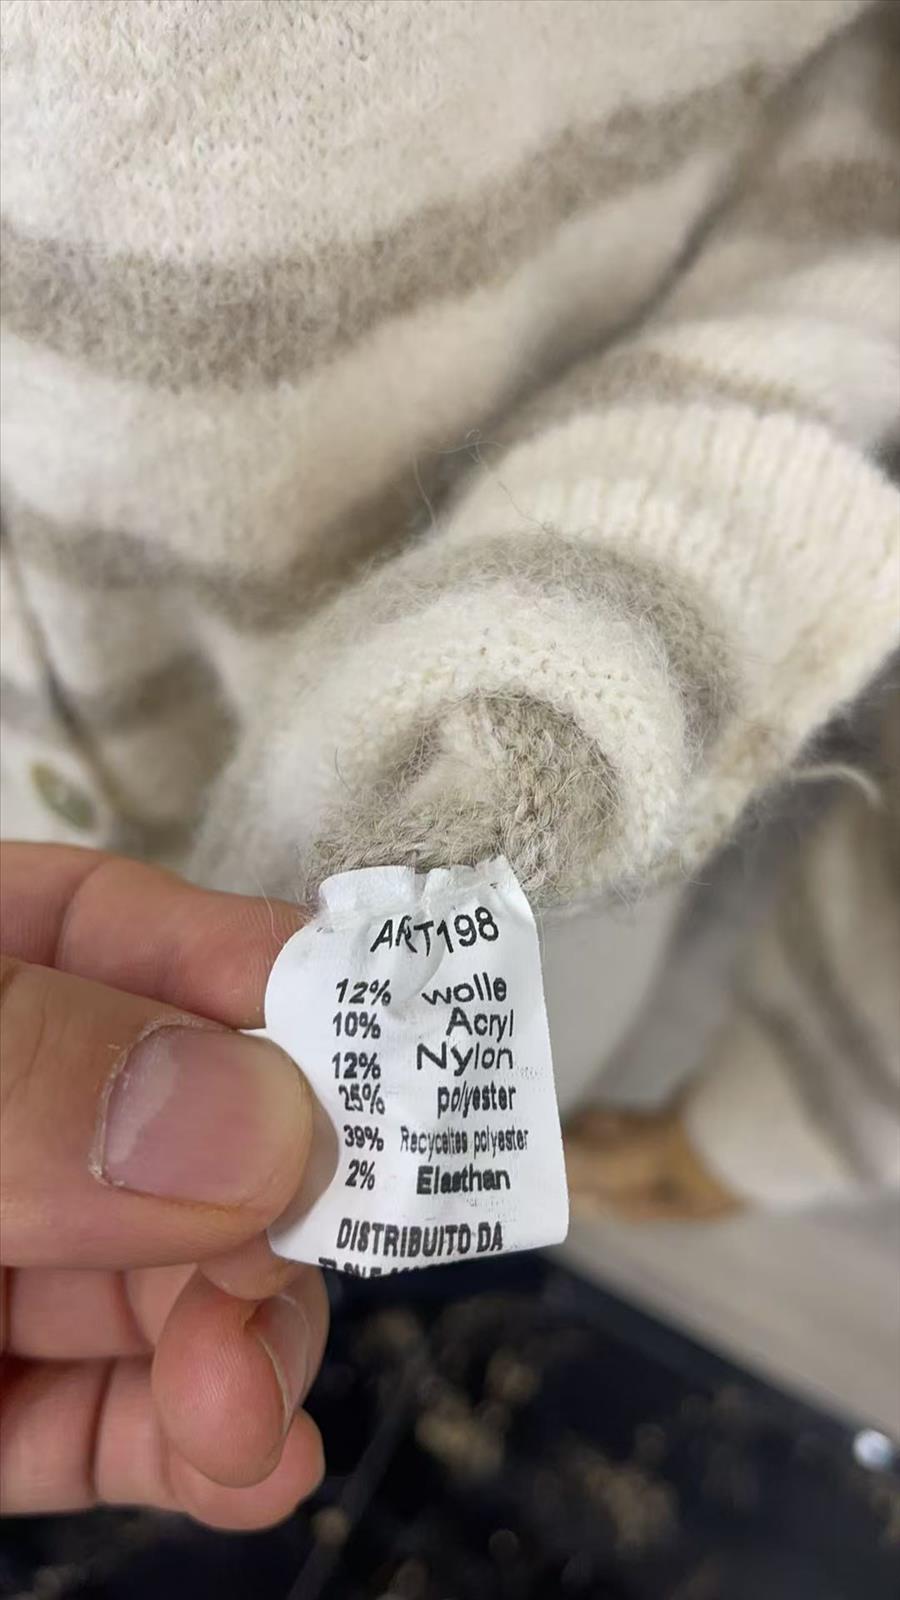 ART198
12% wolle
10% Acryl
12% Nylon
25% polyester
39% Recyceltes polyester
2% Elasthan
DISTRIBUITO DA